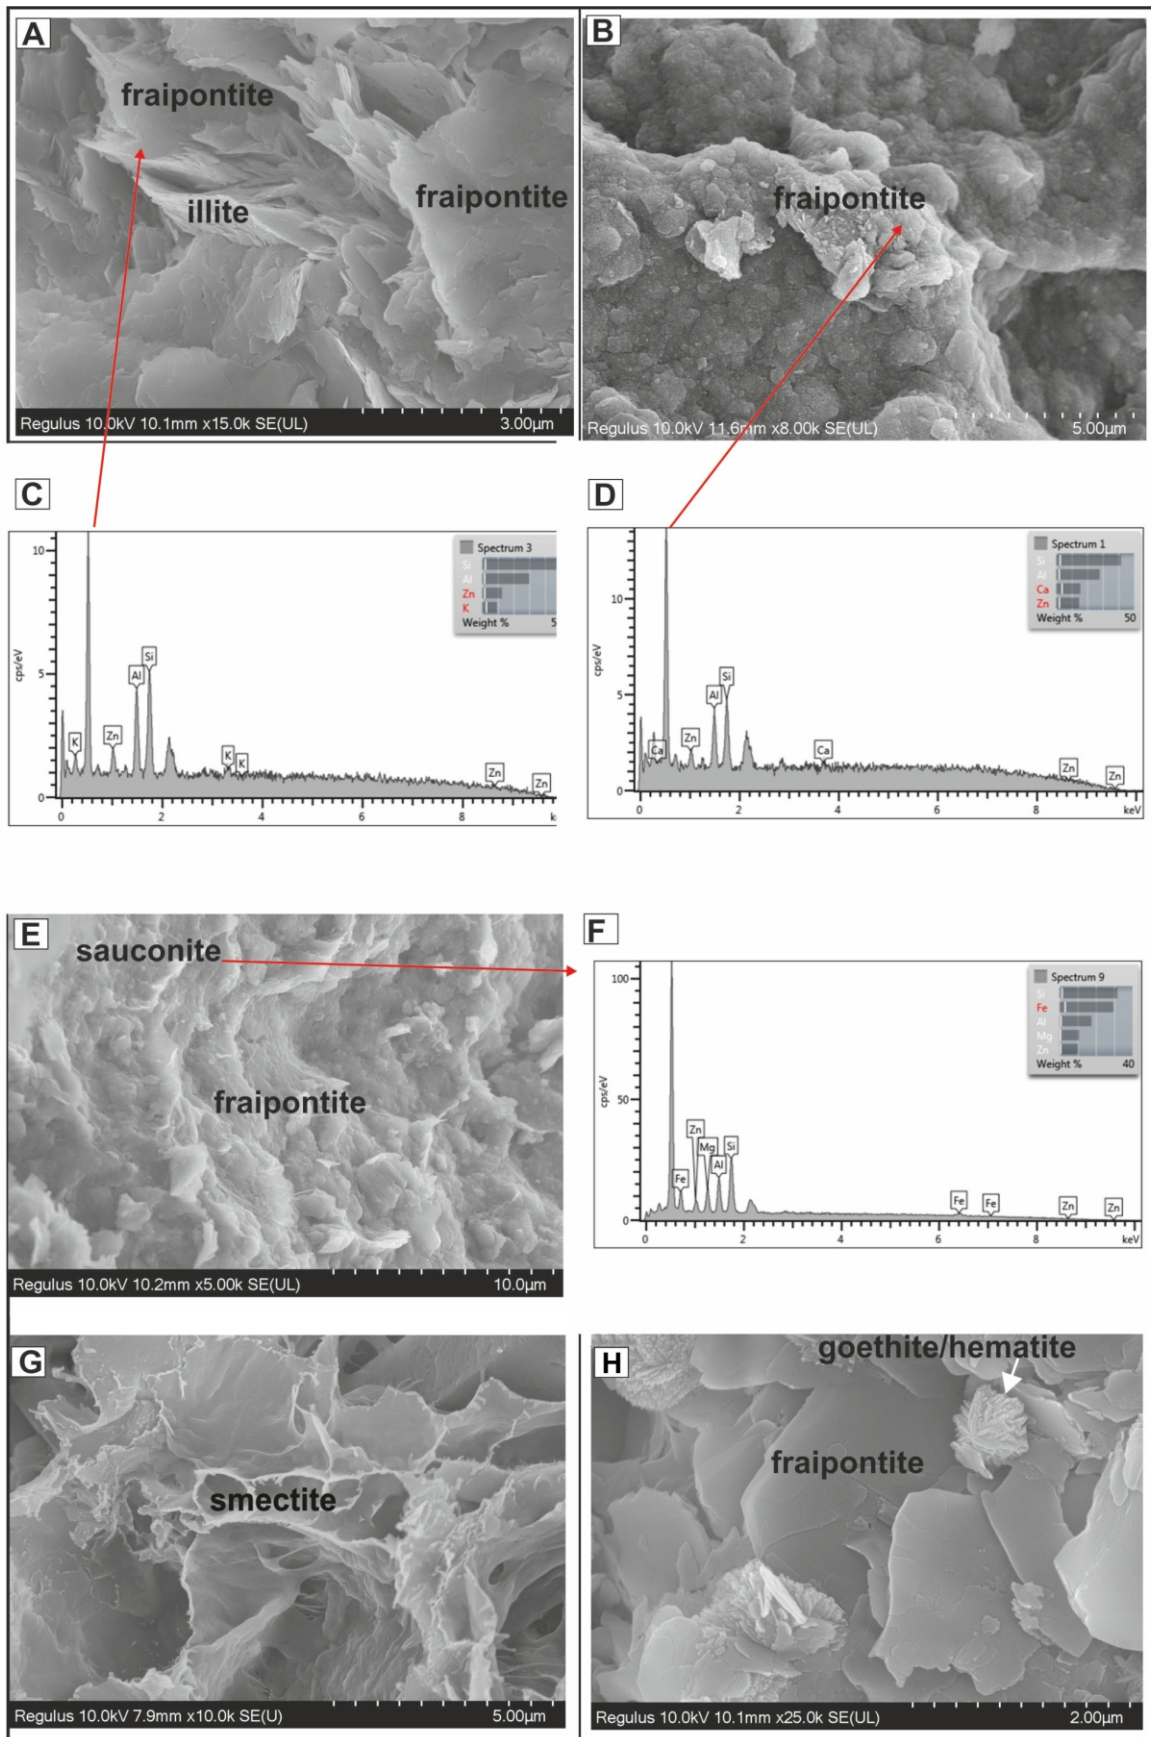 A
fraipontite
fraipontite
illite
Regulus 10.0kV 10.1mm x15.0k SE(UL) 3.00µm
B
fraipontite
Regulus 10.0kV 11.6mm x8.00k SE(UL) 5.00µm
C
Spectrum 3
Si
Al
Zn
K
Weight % 5
10
5
0
cps/eV
K
Zn
Al
Si
K
K
Zn
Zn
0 2 4 6 8
D
Spectrum 1
Si
Al
Ca
Zn
Weight % 50
10
5
0
cps/eV
Ca
Zn
Al
Si
Ca
Zn
Zn
0 2 4 6 8 keV
E
sauconite
fraipontite
Regulus 10.0kV 10.2mm x5.00k SE(UL) 10.0µm
F
Spectrum 9
Si
Fe
Al
Mg
Zn
Weight % 40
100
50
0
cps/eV
Fe
Zn
Mg
Al
Si
Fe
Fe
Zn
Zn
0 2 4 6 8 keV
G
smectite
Regulus 10.0kV 7.9mm x10.0k SE(U) 5.00µm
H
goethite/hematite
fraipontite
Regulus 10.0kV 10.1mm x25.0k SE(UL) 2.00µm